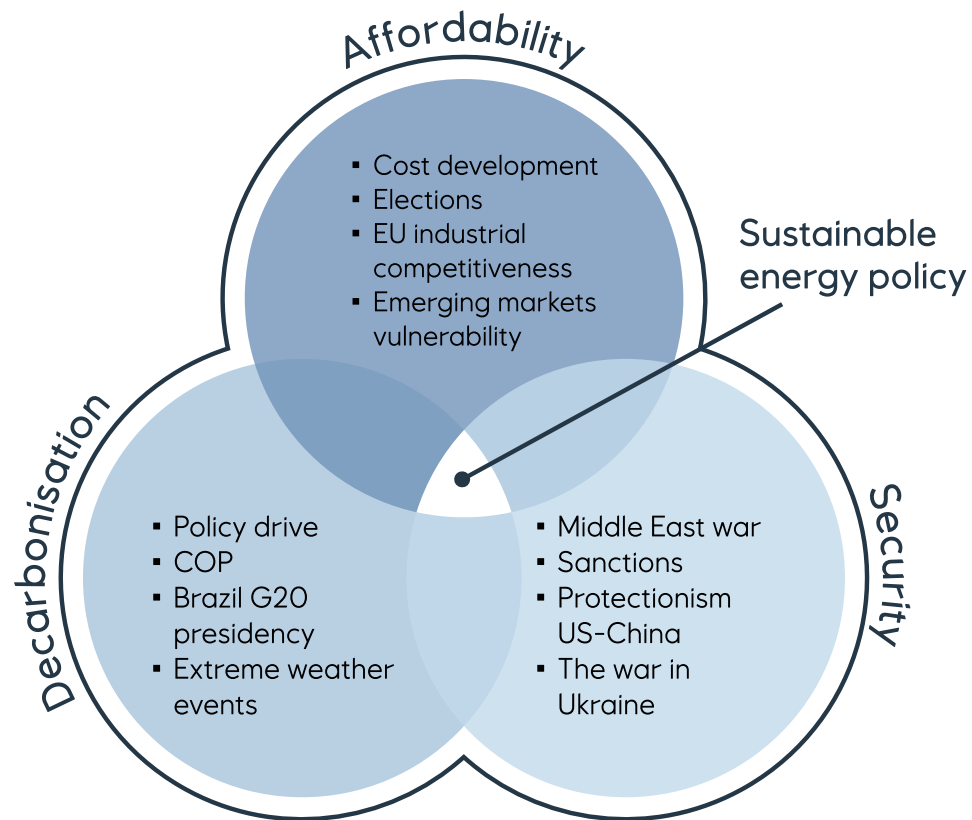 Affordability
▪ Cost development
▪ Elections
▪ EU industrial
competitiveness
▪ Emerging markets
vulnerability
Sustainable
energy policy
Decarbonisation
▪ Policy drive
▪ COP
▪ Brazil G20
presidency
▪ Extreme weather
events
Security
▪ Middle East war
▪ Sanctions
▪ Protectionism
US-China
▪ The war in
Ukraine